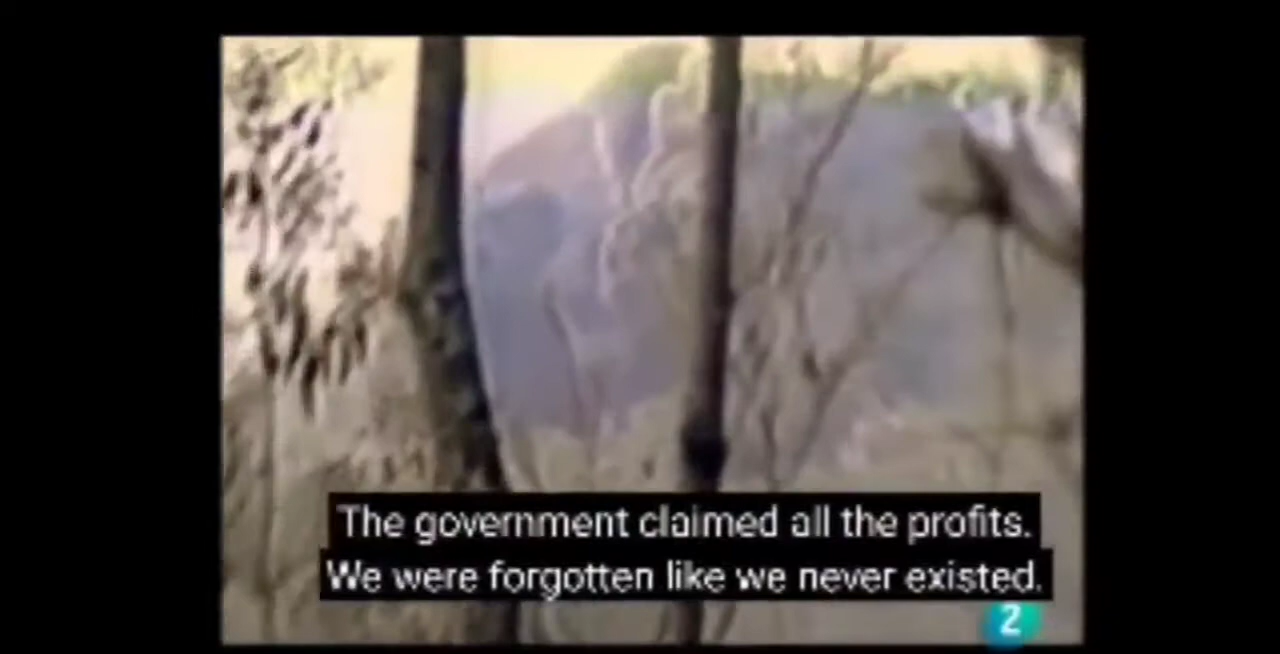 The government claimed all the profits.
We were forgotten like we never existed.
2